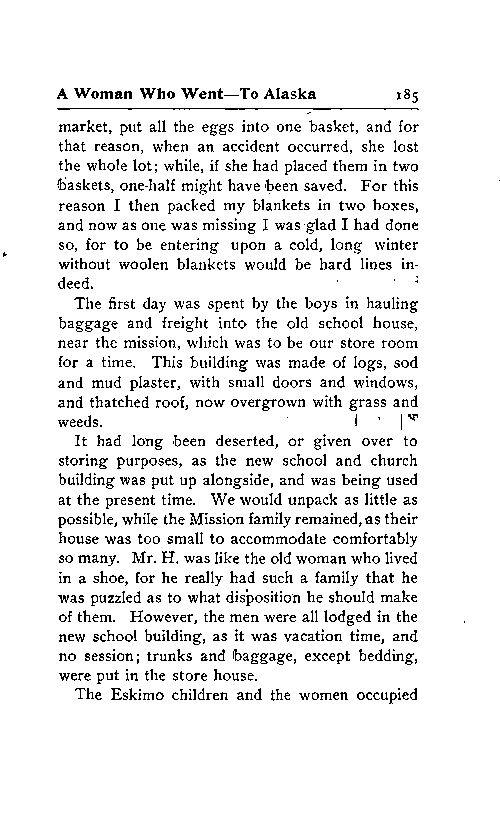 A Woman Who Went—To Alaska 185
market, put all the eggs into one basket, and for
that reason, when an accident occurred, she lost
the whole lot; while, if she had placed them in two
baskets, one-half might have been saved. For this
reason I then packed my blankets in two boxes,
and now as one was missing I was glad I had done
so, for to be entering upon a cold, long winter
without woolen blankets would be hard lines in-
deed.
The first day was spent by the boys in hauling
baggage and freight into the old school house,
near the mission, which was to be our store room
for a time. This building was made of logs, sod
and mud plaster, with small doors and windows,
and thatched roof, now overgrown with grass and
weeds.
It had long been deserted, or given over to
storing purposes, as the new school and church
building was put up alongside, and was being used
at the present time. We would unpack as little as
possible, while the Mission family remained, as their
house was too small to accommodate comfortably
so many. Mr. H. was like the old woman who lived
in a shoe, for he really had such a family that he
was puzzled as to what disposition he should make
of them. However, the men were all lodged in the
new school building, as it was vacation time, and
no session; trunks and baggage, except bedding,
were put in the store house.
The Eskimo children and the women occupied